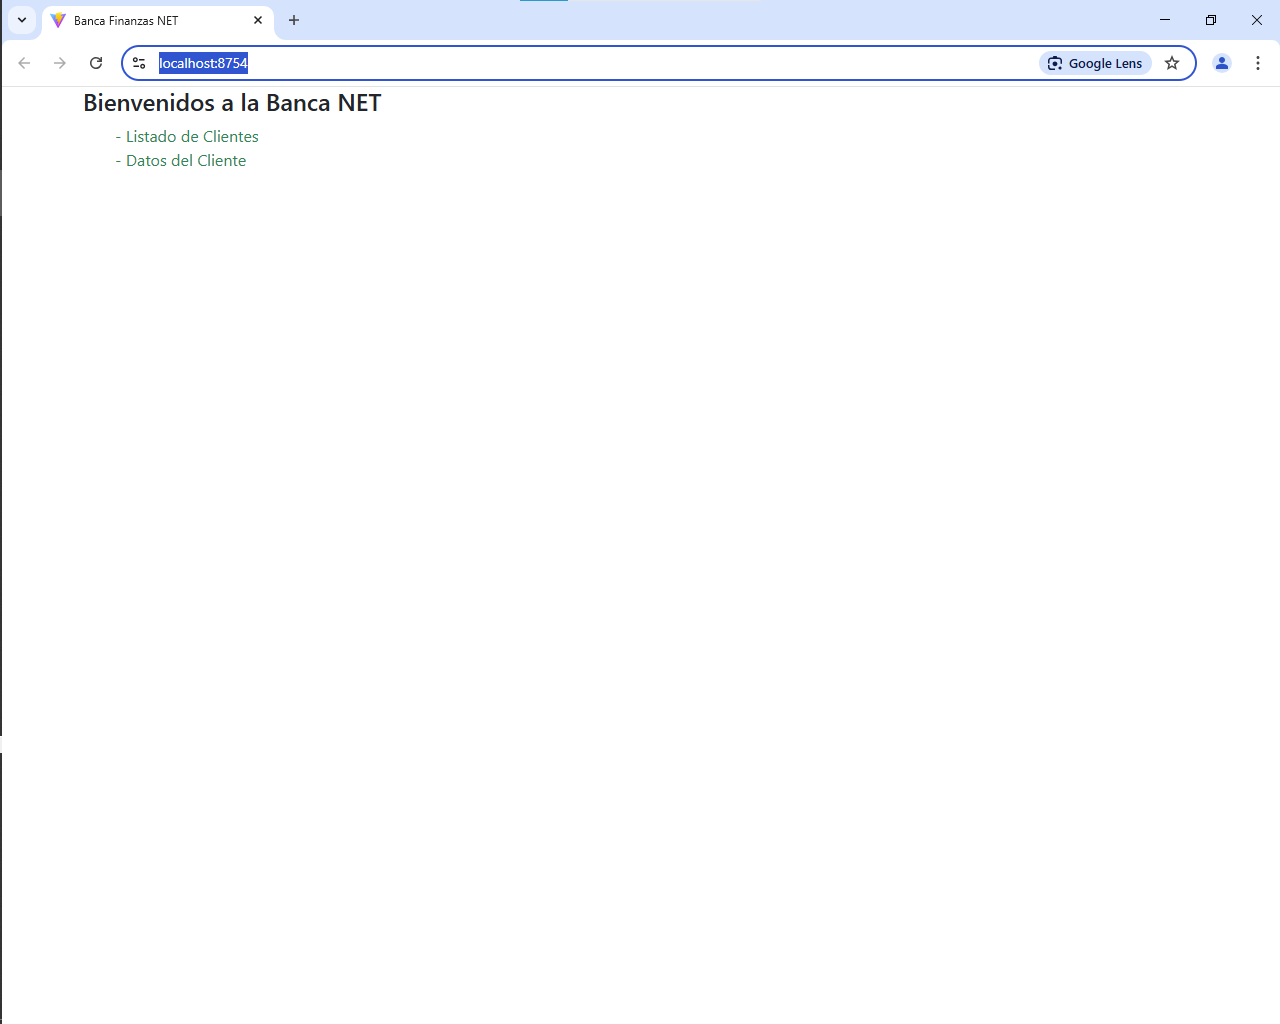 Banca Finanzas NET
localhost:8754
Google Lens
Bienvenidos a la Banca NET
- Listado de Clientes
- Datos del Cliente